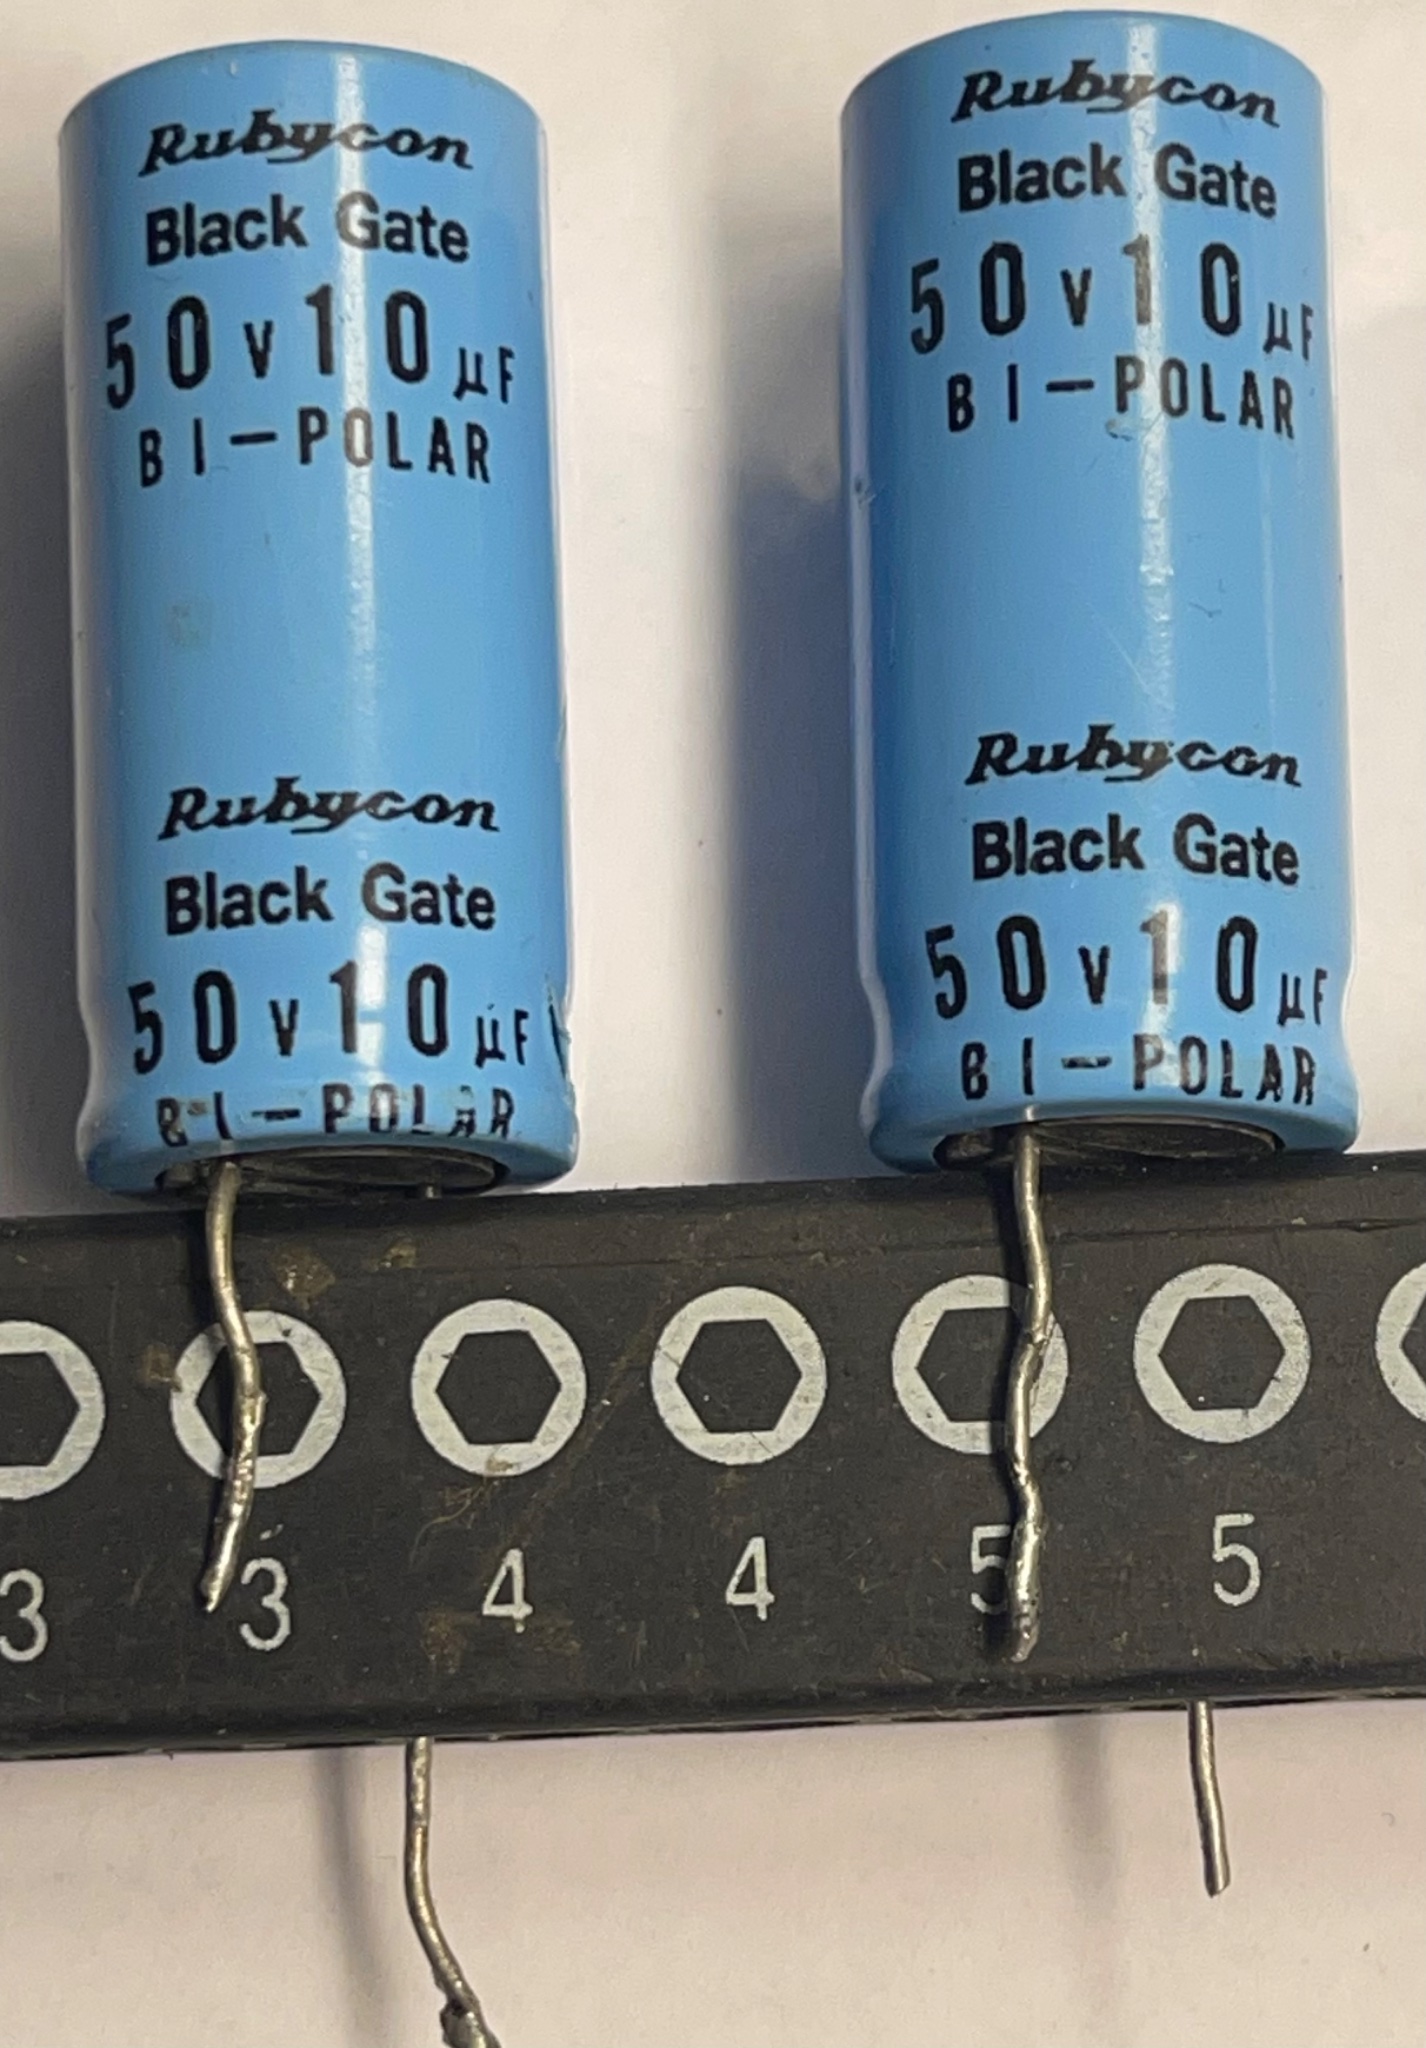 Rubycon
Black Gate
50v10µF
BI-POLAR
Rubycon
Black Gate
50v10µF
BI-POLAR
Rubycon
Black Gate
50v10µF
BI-POLAR
Rubycon
Black Gate
50v10µF
BI-POLAR
3 3 4 4 5 5